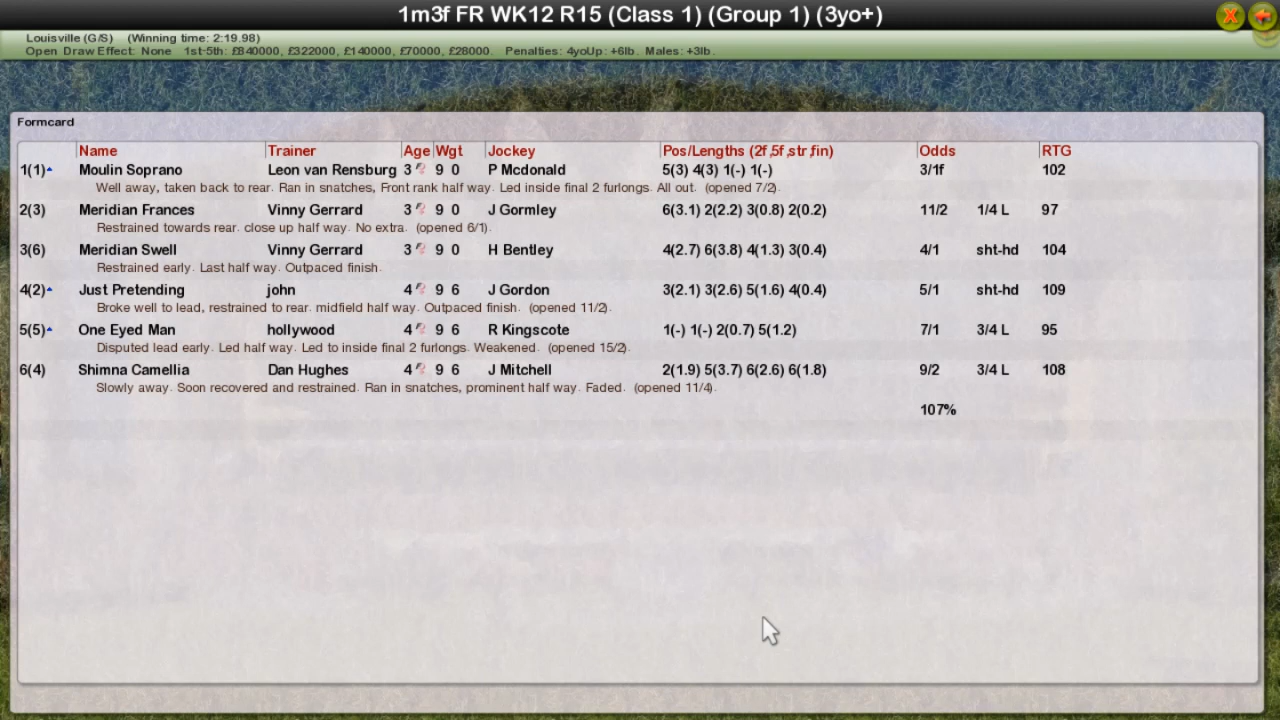 1m3f FR WK12 R15 (Class 1) (Group 1) (3yo+)
Louisville (G/S) (Winning time: 2:19.98)
Open Draw Effect: None 1st-5th: £840000, £322000, £140000, £70000, £28000. Penalties: 4yoUp: +6lb. Males: +3lb.
Formcard
Name Trainer Age Wgt Jockey Pos/Lengths (2f,5f,str,fin) Odds RTG
1(1) Moulin Soprano Leon van Rensburg 3 9 0 P Mcdonald 5(3) 4(3) 1(-) 1(-) 3/1f 102
Well away, taken back to rear. Ran in snatches, Front rank half way. Led inside final 2 furlongs. All out. (opened 7/2).
2(3) Meridian Frances Vinny Gerrard 3 9 0 J Gormley 6(3.1) 2(2.2) 3(0.8) 2(0.2) 11/2 1/4 L 97
Restrained towards rear. close up half way. No extra. (opened 6/1).
3(6) Meridian Swell Vinny Gerrard 3 9 0 H Bentley 4(2.7) 6(3.8) 4(1.3) 3(0.4) 4/1 sht-hd 104
Restrained early. Last half way. Outpaced finish.
4(2) Just Pretending john 4 9 6 J Gordon 3(2.1) 3(2.6) 5(1.6) 4(0.4) 5/1 sht-hd 109
Broke well to lead, restrained to rear. midfield half way. Outpaced finish. (opened 11/2).
5(5) One Eyed Man hollywood 4 9 6 R Kingscote 1(-) 1(-) 2(0.7) 5(1.2) 7/1 3/4 L 95
Disputed lead early. Led half way. Led to inside final 2 furlongs. Weakened. (opened 15/2).
6(4) Shimna Camellia Dan Hughes 4 9 6 J Mitchell 2(1.9) 5(3.7) 6(2.6) 6(1.8) 9/2 3/4 L 108
Slowly away. Soon recovered and restrained. Ran in snatches, prominent half way. Faded. (opened 11/4).
107%